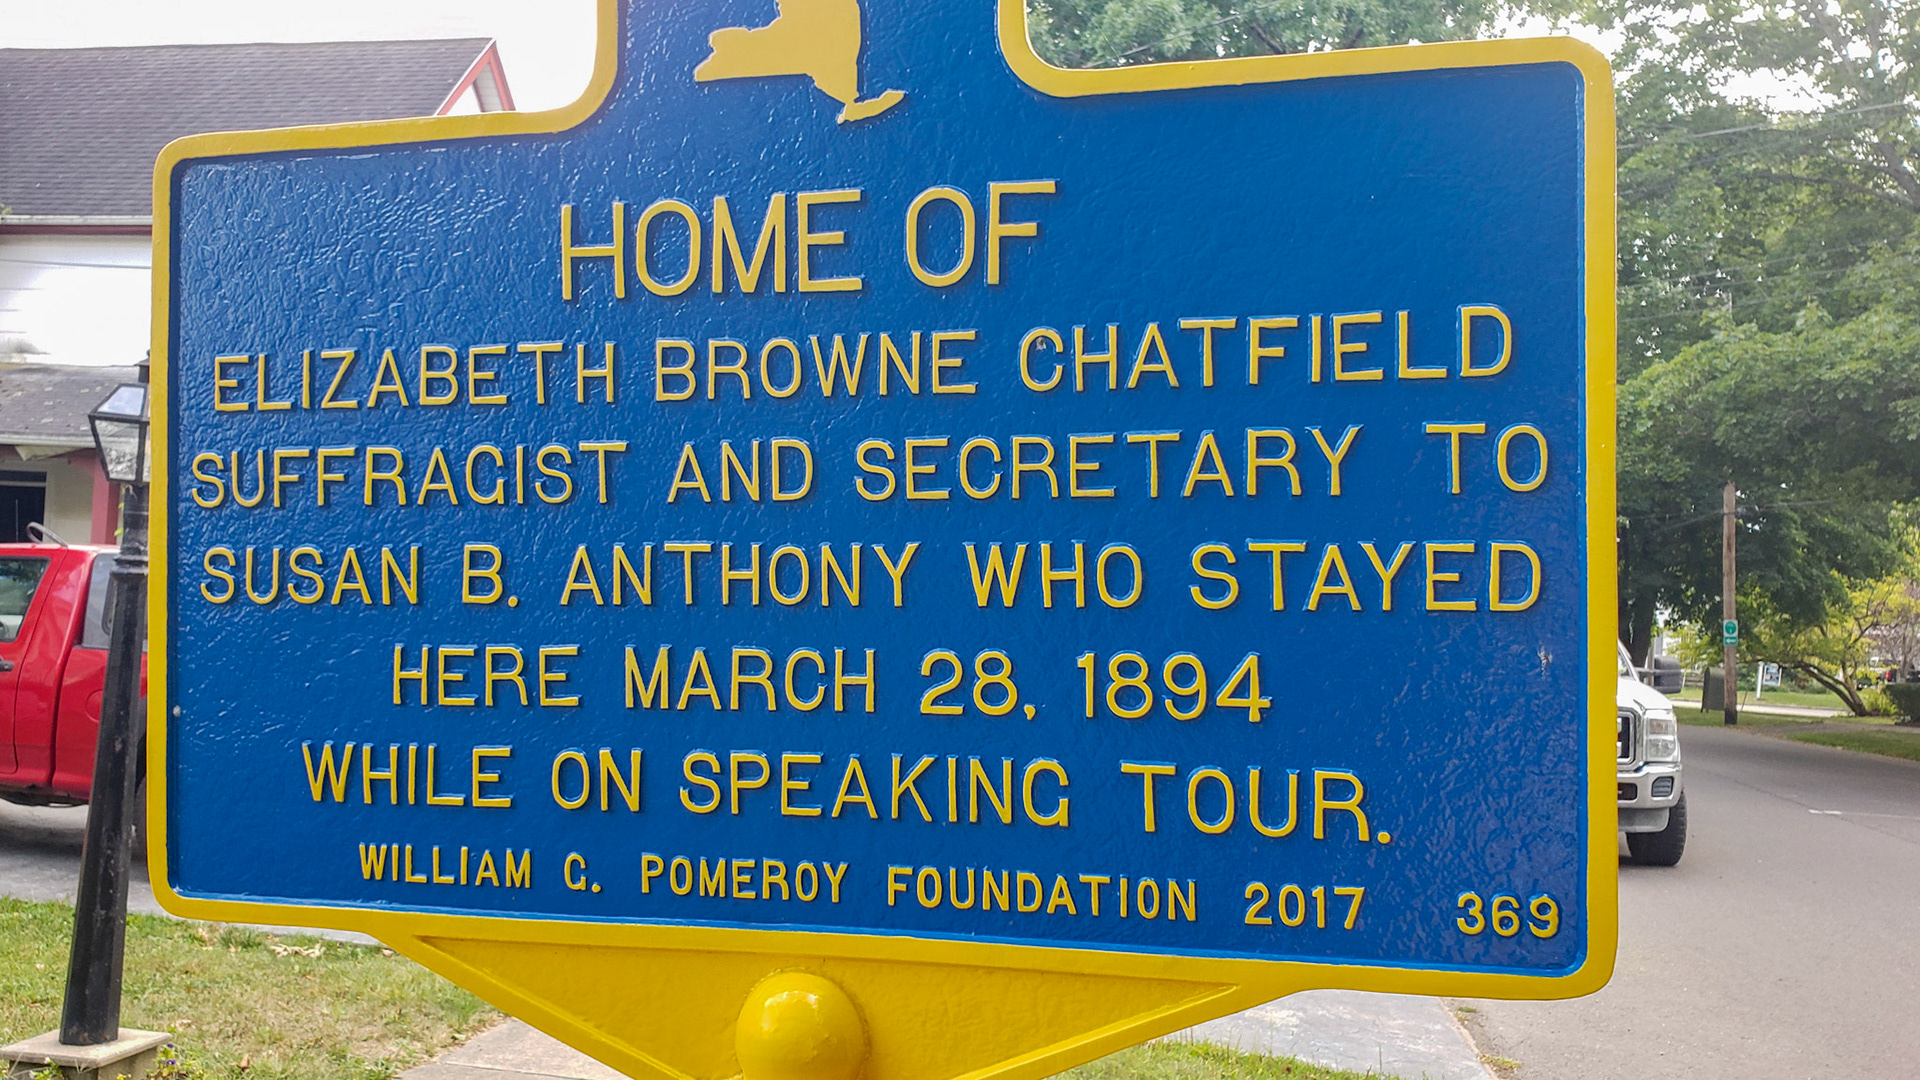 HOME OF
ELIZABETH BROWNE CHATFIELD
SUFFRAGIST AND SECRETARY TO
SUSAN B. ANTHONY WHO STAYED
HERE MARCH 28, 1894
WHILE ON SPEAKING TOUR.
WILLIAM G. POMEROY FOUNDATION 2017 369